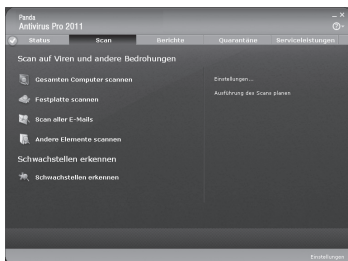 Panda
Antivirus Pro 2011
Status Scan Berichte Quarantäne Serviceleistungen
Scan auf Viren und andere Bedrohungen
Gesamten Computer scannen
Festplatte scannen
Scan aller E-Mails
Andere Elemente scannen
Einstellungen...
Ausführung des Scans planen
Schwachstellen erkennen
Schwachstellen erkennen
Einstellungen